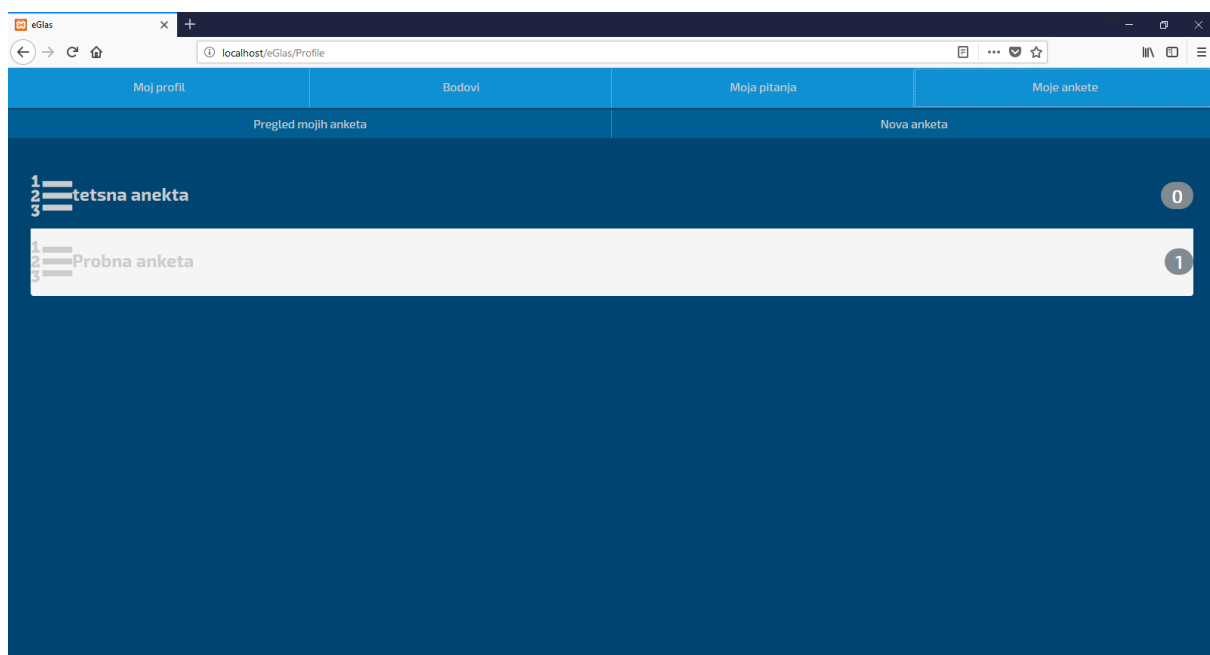 eGlas
localhost/eGlas/Profile
Moj profil Bodovi Moja pitanja Moje ankete
Pregled mojih anketa Nova anketa
1
2
3
tetsna anekta 0
1
2
3
Probna anketa 1